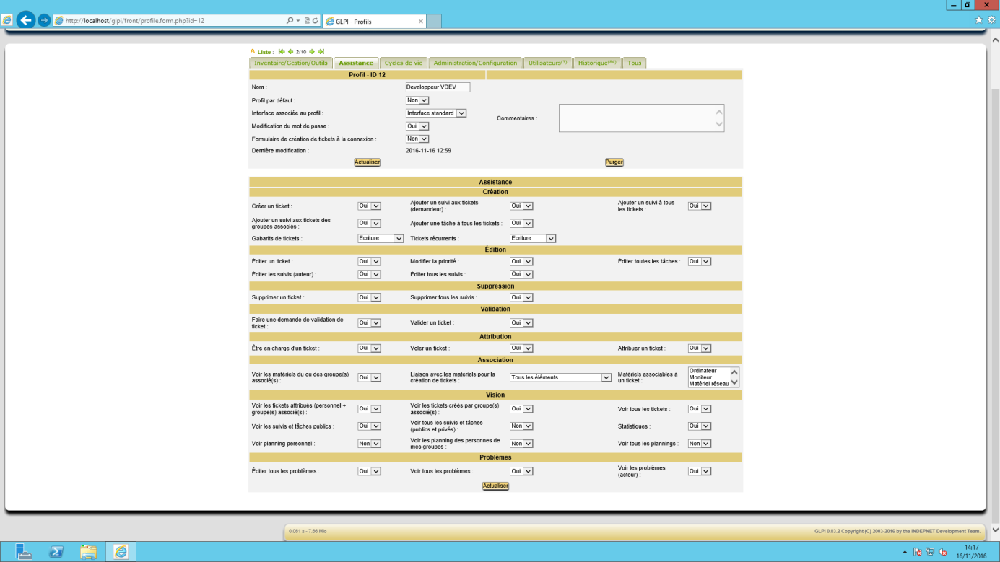 http://localhost/glpi/front/profile.form.php?id=12
GLPI - Profils
Liste : 2/10
Inventaire/Gestion/Outils Assistance Cycles de vie Administration/Configuration Utilisateurs(3) Historique(84) Tous
Profil - ID 12
Nom : Developpeur VDEV
Profil par défaut : Non
Interface associée au profil : Interface standard
Commentaires :
Modification du mot de passe : Oui
Formulaire de création de tickets à la connexion : Non
Dernière modification : 2016-11-16 12:59
Actualiser Purger
Assistance
Création
Créer un ticket : Oui Ajouter un suivi aux tickets (demandeur) : Oui Ajouter un suivi à tous les tickets : Oui
Ajouter un suivi aux tickets des groupes associés : Oui Ajouter une tâche à tous les tickets : Oui
Gabarits de tickets : Ecriture Tickets récurrents : Ecriture
Édition
Éditer un ticket : Oui Modifier la priorité : Oui Éditer toutes les tâches : Oui
Éditer les suivis (auteur) : Oui Éditer tous les suivis : Oui
Suppression
Supprimer un ticket : Oui Supprimer tous les suivis : Oui
Validation
Faire une demande de validation de ticket : Oui Valider un ticket : Oui
Attribution
Être en charge d'un ticket : Oui Voler un ticket : Oui Attribuer un ticket : Oui
Association
Voir les matériels du ou des groupe(s) associé(s) : Oui Liaison avec les matériels pour la création de tickets : Tous les éléments Matériels associables à un ticket : Ordinateur Moniteur Matériel réseau
Vision
Voir les tickets attribués (personnel + groupe(s) associé(s) : Oui Voir les tickets créés par groupe(s) associé(s) : Oui Voir tous les tickets : Oui
Voir les suivis et tâches publics : Oui Voir tous les suivis et tâches (publics et privés) : Non Statistiques : Oui
Voir planning personnel : Non Voir les planning des personnes de mes groupes : Non Voir tous les plannings : Non
Problèmes
Éditer tous les problèmes : Oui Voir tous les problèmes : Oui Voir les problèmes (acteur) : Oui
Actualiser
0.061 s - 7.66 Mio
GLPI 0.83.2 Copyright (C) 2003-2016 by the INDEPNET Development Team.
14:17
16/11/2016